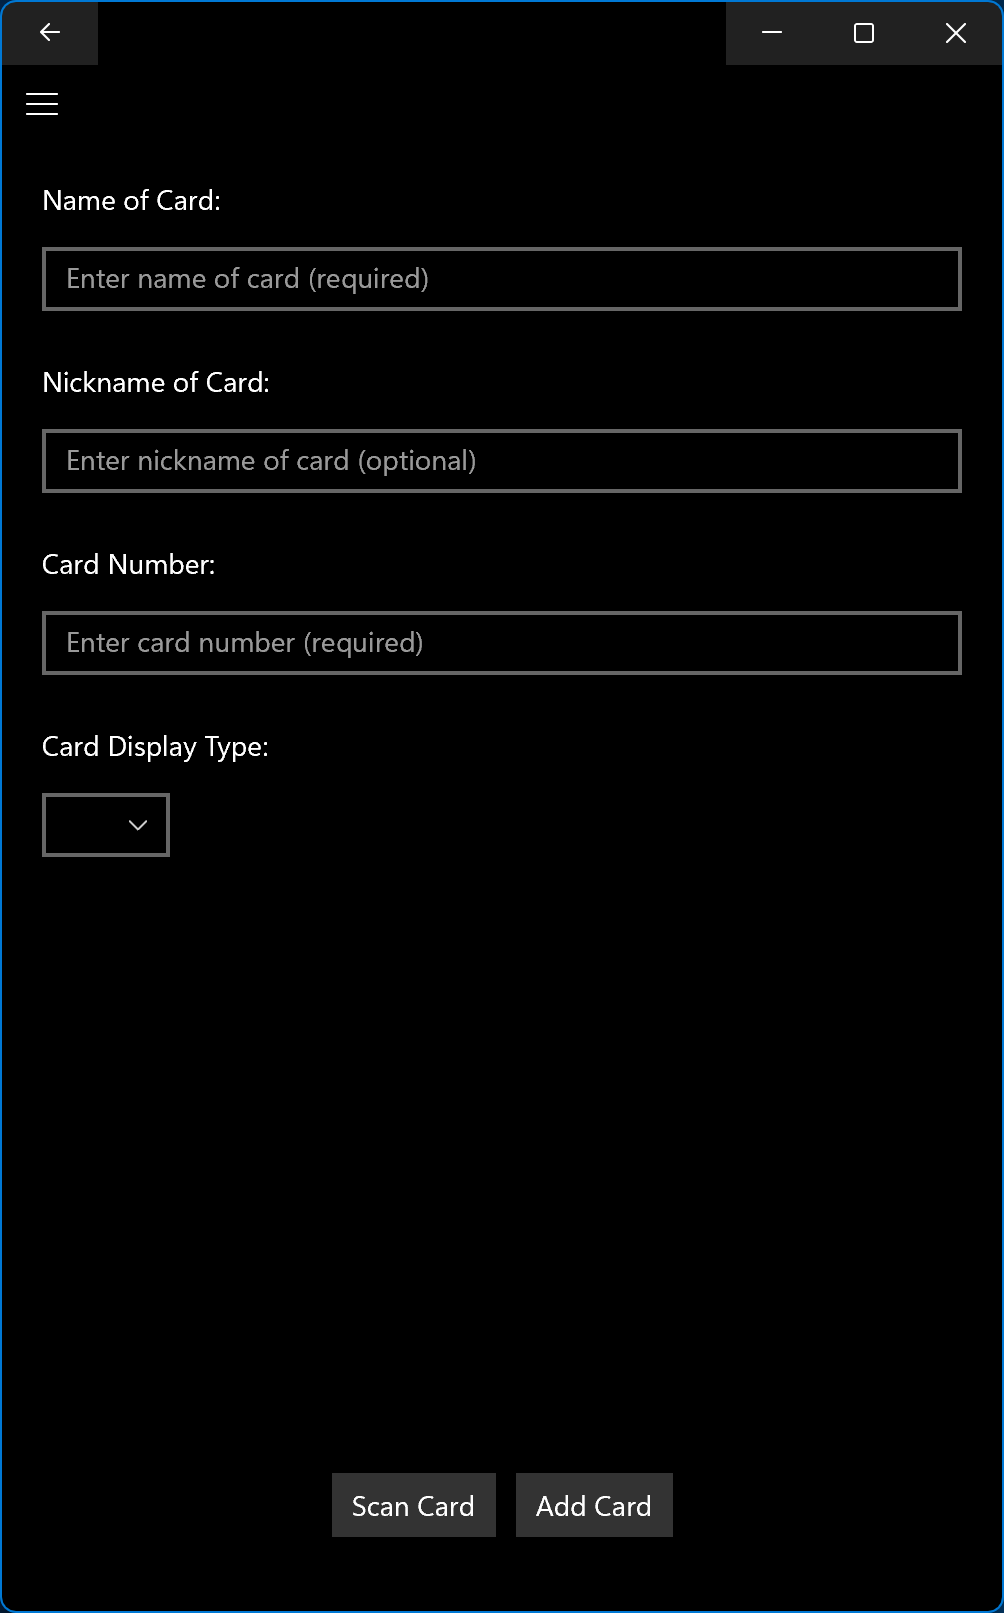 Name of Card:
Enter name of card (required)
Nickname of Card:
Enter nickname of card (optional)
Card Number:
Enter card number (required)
Card Display Type:
Scan Card
Add Card